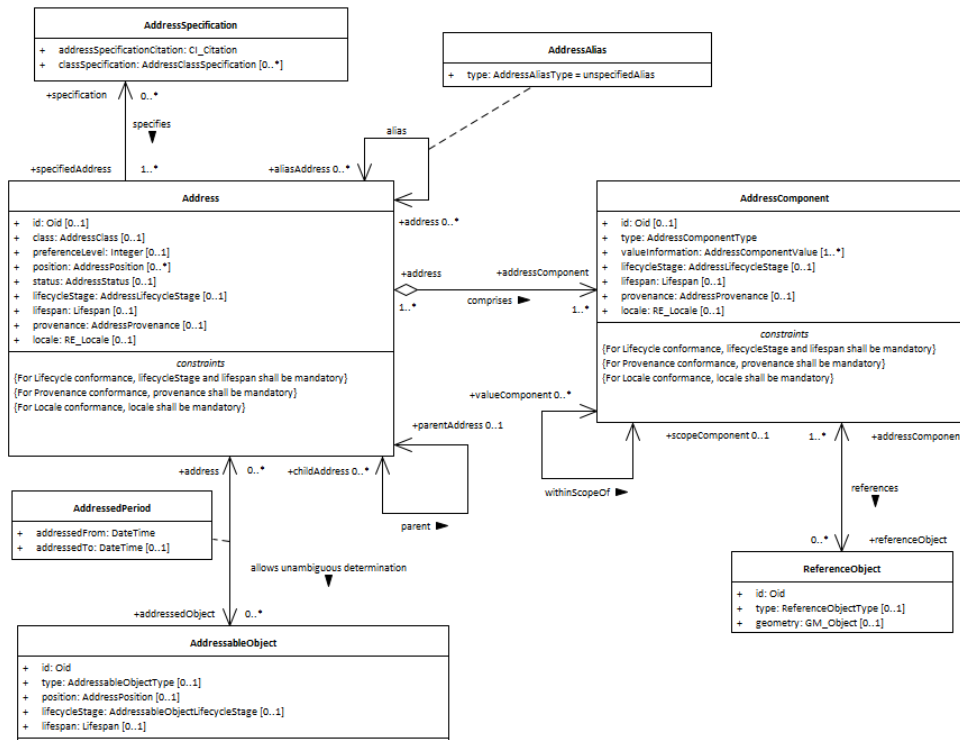 AddressSpecification
+ addressSpecificationCitation: CI_Citation
+ classSpecification: AddressClassSpecification [0..*]
AddressAlias
+ type: AddressAliasType = unspecifiedAlias
+specification 0..*
specifies
+specifiedAddress 1..*
alias
+aliasAddress 0..*
+address 0..*
Address
+ id: Oid [0..1]
+ class: AddressClass [0..1]
+ preferenceLevel: Integer [0..1]
+ position: AddressPosition [0..*]
+ status: AddressStatus [0..1]
+ lifecycleStage: AddressLifecycleStage [0..1]
+ lifespan: Lifespan [0..1]
+ provenance: AddressProvenance [0..1]
+ locale: RE_Locale [0..1]
constraints
{For Lifecycle conformance, lifecycleStage and lifespan shall be mandatory}
{For Provenance conformance, provenance shall be mandatory}
{For Locale conformance, locale shall be mandatory}
+address
1..*
comprises
+addressComponent
1..*
AddressComponent
+ id: Oid [0..1]
+ type: AddressComponentType
+ valueInformation: AddressComponentValue [1..*]
+ lifecycleStage: AddressLifecycleStage [0..1]
+ lifespan: Lifespan [0..1]
+ provenance: AddressProvenance [0..1]
+ locale: RE_Locale [0..1]
constraints
{For Lifecycle conformance, lifecycleStage and lifespan shall be mandatory}
{For Provenance conformance, provenance shall be mandatory}
{For Locale conformance, locale shall be mandatory}
+valueComponent 0..*
+scopeComponent 0..1
withinScopeOf
+parentAddress 0..1
+childAddress 0..*
parent
+address 0..*
AddressedPeriod
+ addressedFrom: DateTime
+ addressedTo: DateTime [0..1]
allows unambiguous determination
+addressedObject 0..*
1..* +addressComponent
references
0..* +referenceObject
ReferenceObject
+ id: Oid
+ type: ReferenceObjectType [0..1]
+ geometry: GM_Object [0..1]
AddressableObject
+ id: Oid
+ type: AddressableObjectType [0..1]
+ position: AddressPosition [0..1]
+ lifecycleStage: AddressableObjectLifecycleStage [0..1]
+ lifespan: Lifespan [0..1]